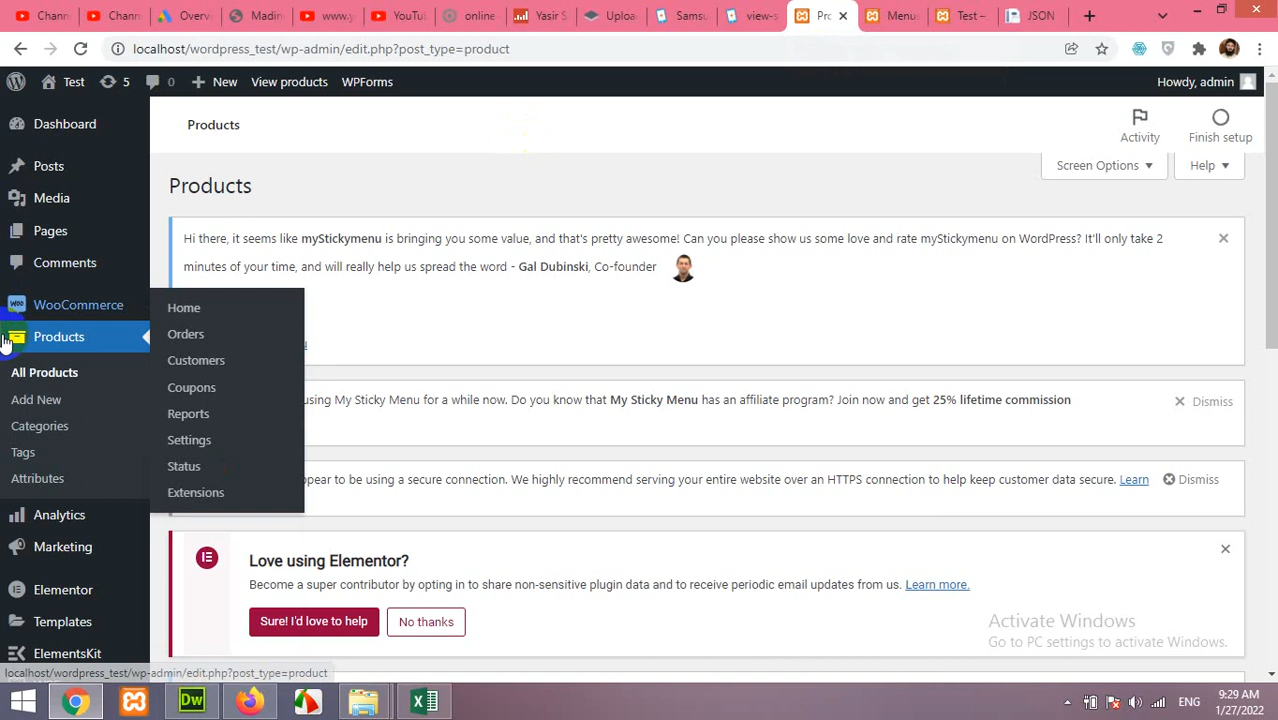 Chann
Chann
Overv
Madin
www.y
YouTu
online
Yasir S
Uploa
Samsu
view-s
Pro
Menus
Test –
JSON
localhost/wordpress_test/wp-admin/edit.php?post_type=product
Test
5
0
New
View products
WPForms
Howdy, admin
Dashboard
Posts
Media
Pages
Comments
WooCommerce
Products
All Products
Add New
Categories
Tags
Attributes
Analytics
Marketing
Elementor
Templates
ElementsKit
Home
Orders
Customers
Coupons
Reports
Settings
Status
Extensions
Products
Activity
Finish setup
Screen Options
Help
Products
Hi there, it seems like myStickymenu is bringing you some value, and that's pretty awesome! Can you please show us some love and rate myStickymenu on WordPress? It'll only take 2
minutes of your time, and will really help us spread the word - Gal Dubinski, Co-founder
using My Sticky Menu for a while now. Do you know that My Sticky Menu has an affiliate program? Join now and get 25% lifetime commission
Dismiss
ppear to be using a secure connection. We highly recommend serving your entire website over an HTTPS connection to help keep customer data secure. Learn
Dismiss
Love using Elementor?
Become a super contributor by opting in to share non-sensitive plugin data and to receive periodic email updates from us. Learn more.
Sure! I'd love to help
No thanks
Activate Windows
Go to PC settings to activate Windows.
localhost/wordpress_test/wp-admin/edit.php?post_type=product
Dw
ENG
9:29 AM
1/27/2022